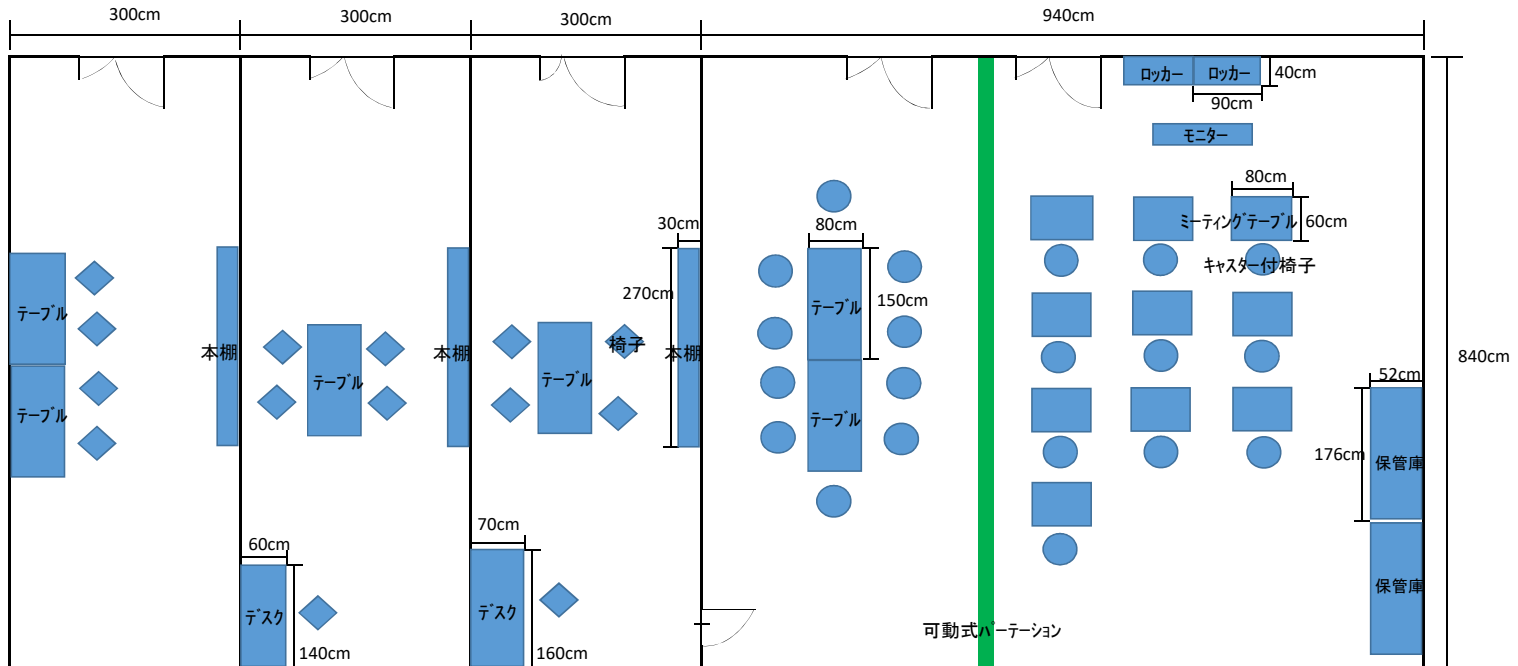 300cm
300cm
300cm
940cm
ロッカー
ロッカー
40cm
90cm
モニター
80cm
ミーティングテーブル
60cm
キャスター付椅子
30cm
80cm
270cm
テーブル
150cm
テーブル
本棚
テーブル
本棚
テーブル
椅子
本棚
テーブル
840cm
テーブル
テーブル
52cm
176cm
保管庫
70cm
60cm
デスク
140cm
デスク
160cm
可動式パーテーション
保管庫